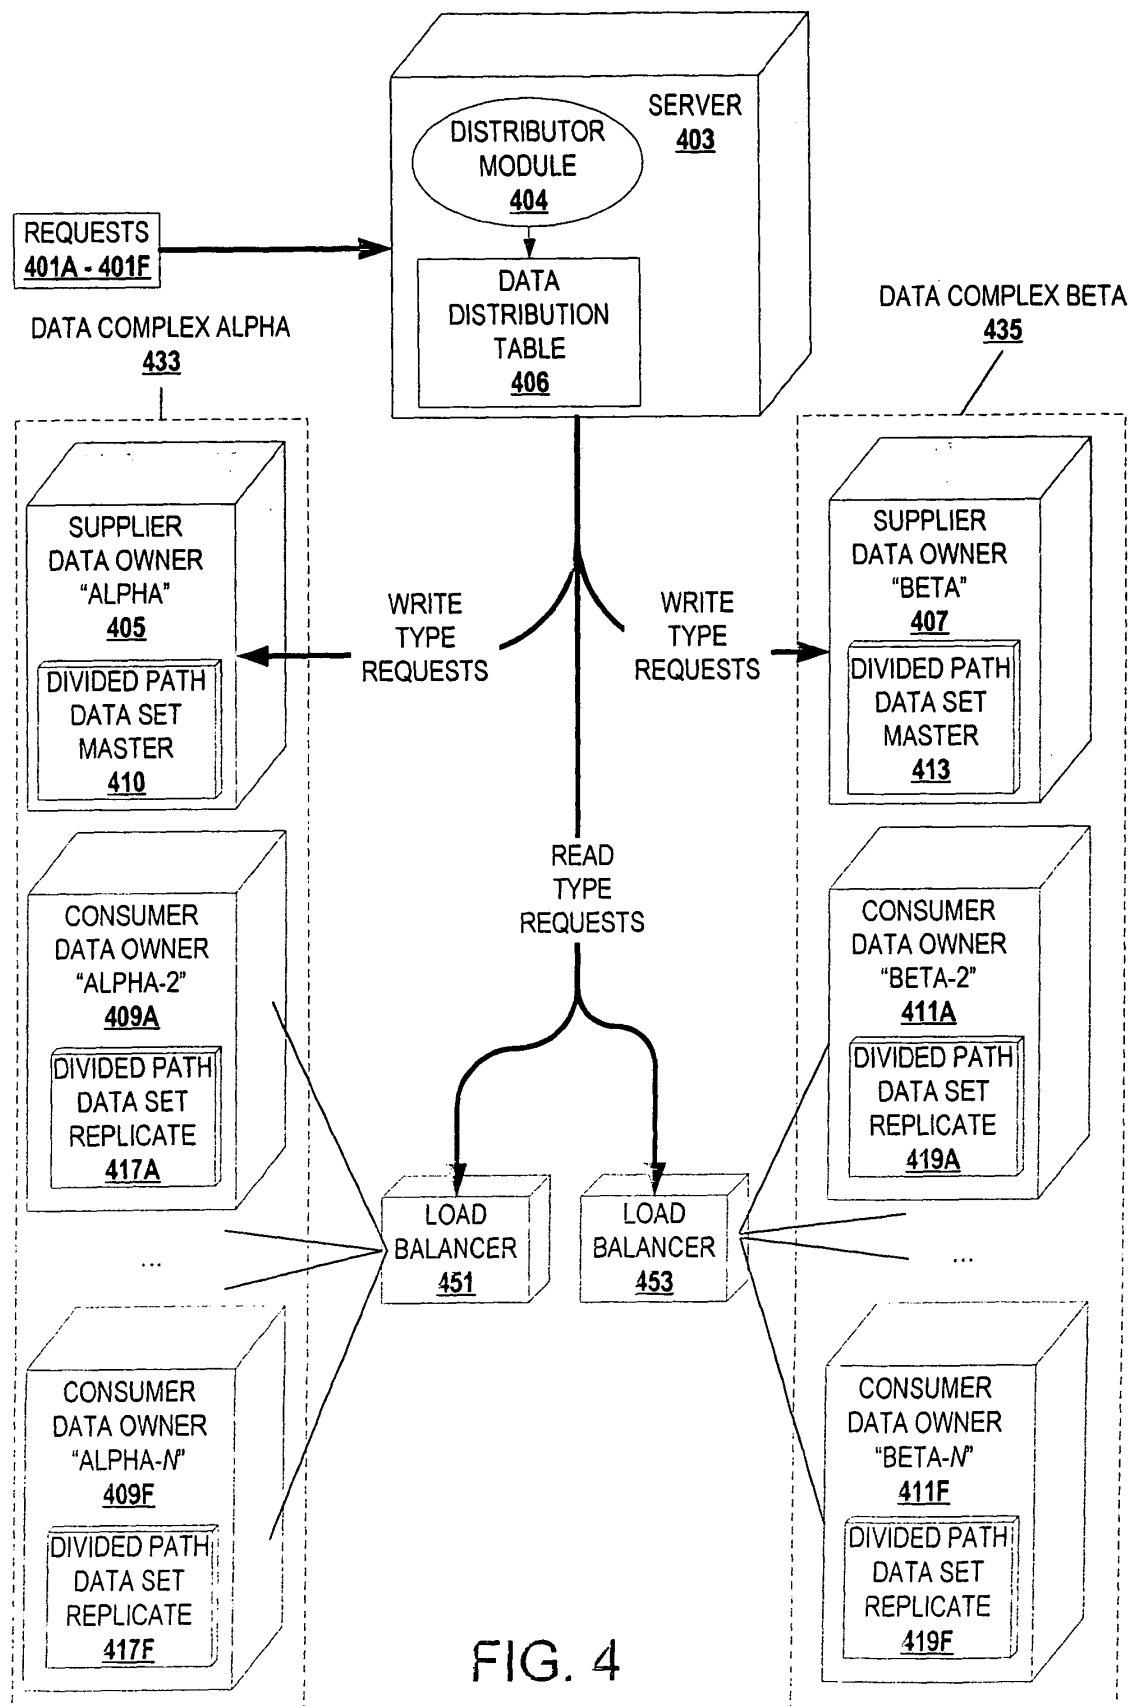 SERVER
403
DISTRIBUTOR
MODULE
404
REQUESTS
401A - 401F
DATA
DISTRIBUTION
TABLE
406
DATA COMPLEX ALPHA
433
DATA COMPLEX BETA
435
SUPPLIER
DATA OWNER
"ALPHA"
405
DIVIDED PATH
DATA SET
MASTER
410
WRITE
TYPE
REQUESTS
WRITE
TYPE
REQUESTS
SUPPLIER
DATA OWNER
"BETA"
407
DIVIDED PATH
DATA SET
MASTER
413
READ
TYPE
REQUESTS
CONSUMER
DATA OWNER
"ALPHA-2"
409A
DIVIDED PATH
DATA SET
REPLICATE
417A
CONSUMER
DATA OWNER
"BETA-2"
411A
DIVIDED PATH
DATA SET
REPLICATE
419A
LOAD
BALANCER
451
LOAD
BALANCER
453
...
...
CONSUMER
DATA OWNER
"ALPHA-N"
409F
DIVIDED PATH
DATA SET
REPLICATE
417F
CONSUMER
DATA OWNER
"BETA-N"
411F
DIVIDED PATH
DATA SET
REPLICATE
419F
FIG. 4